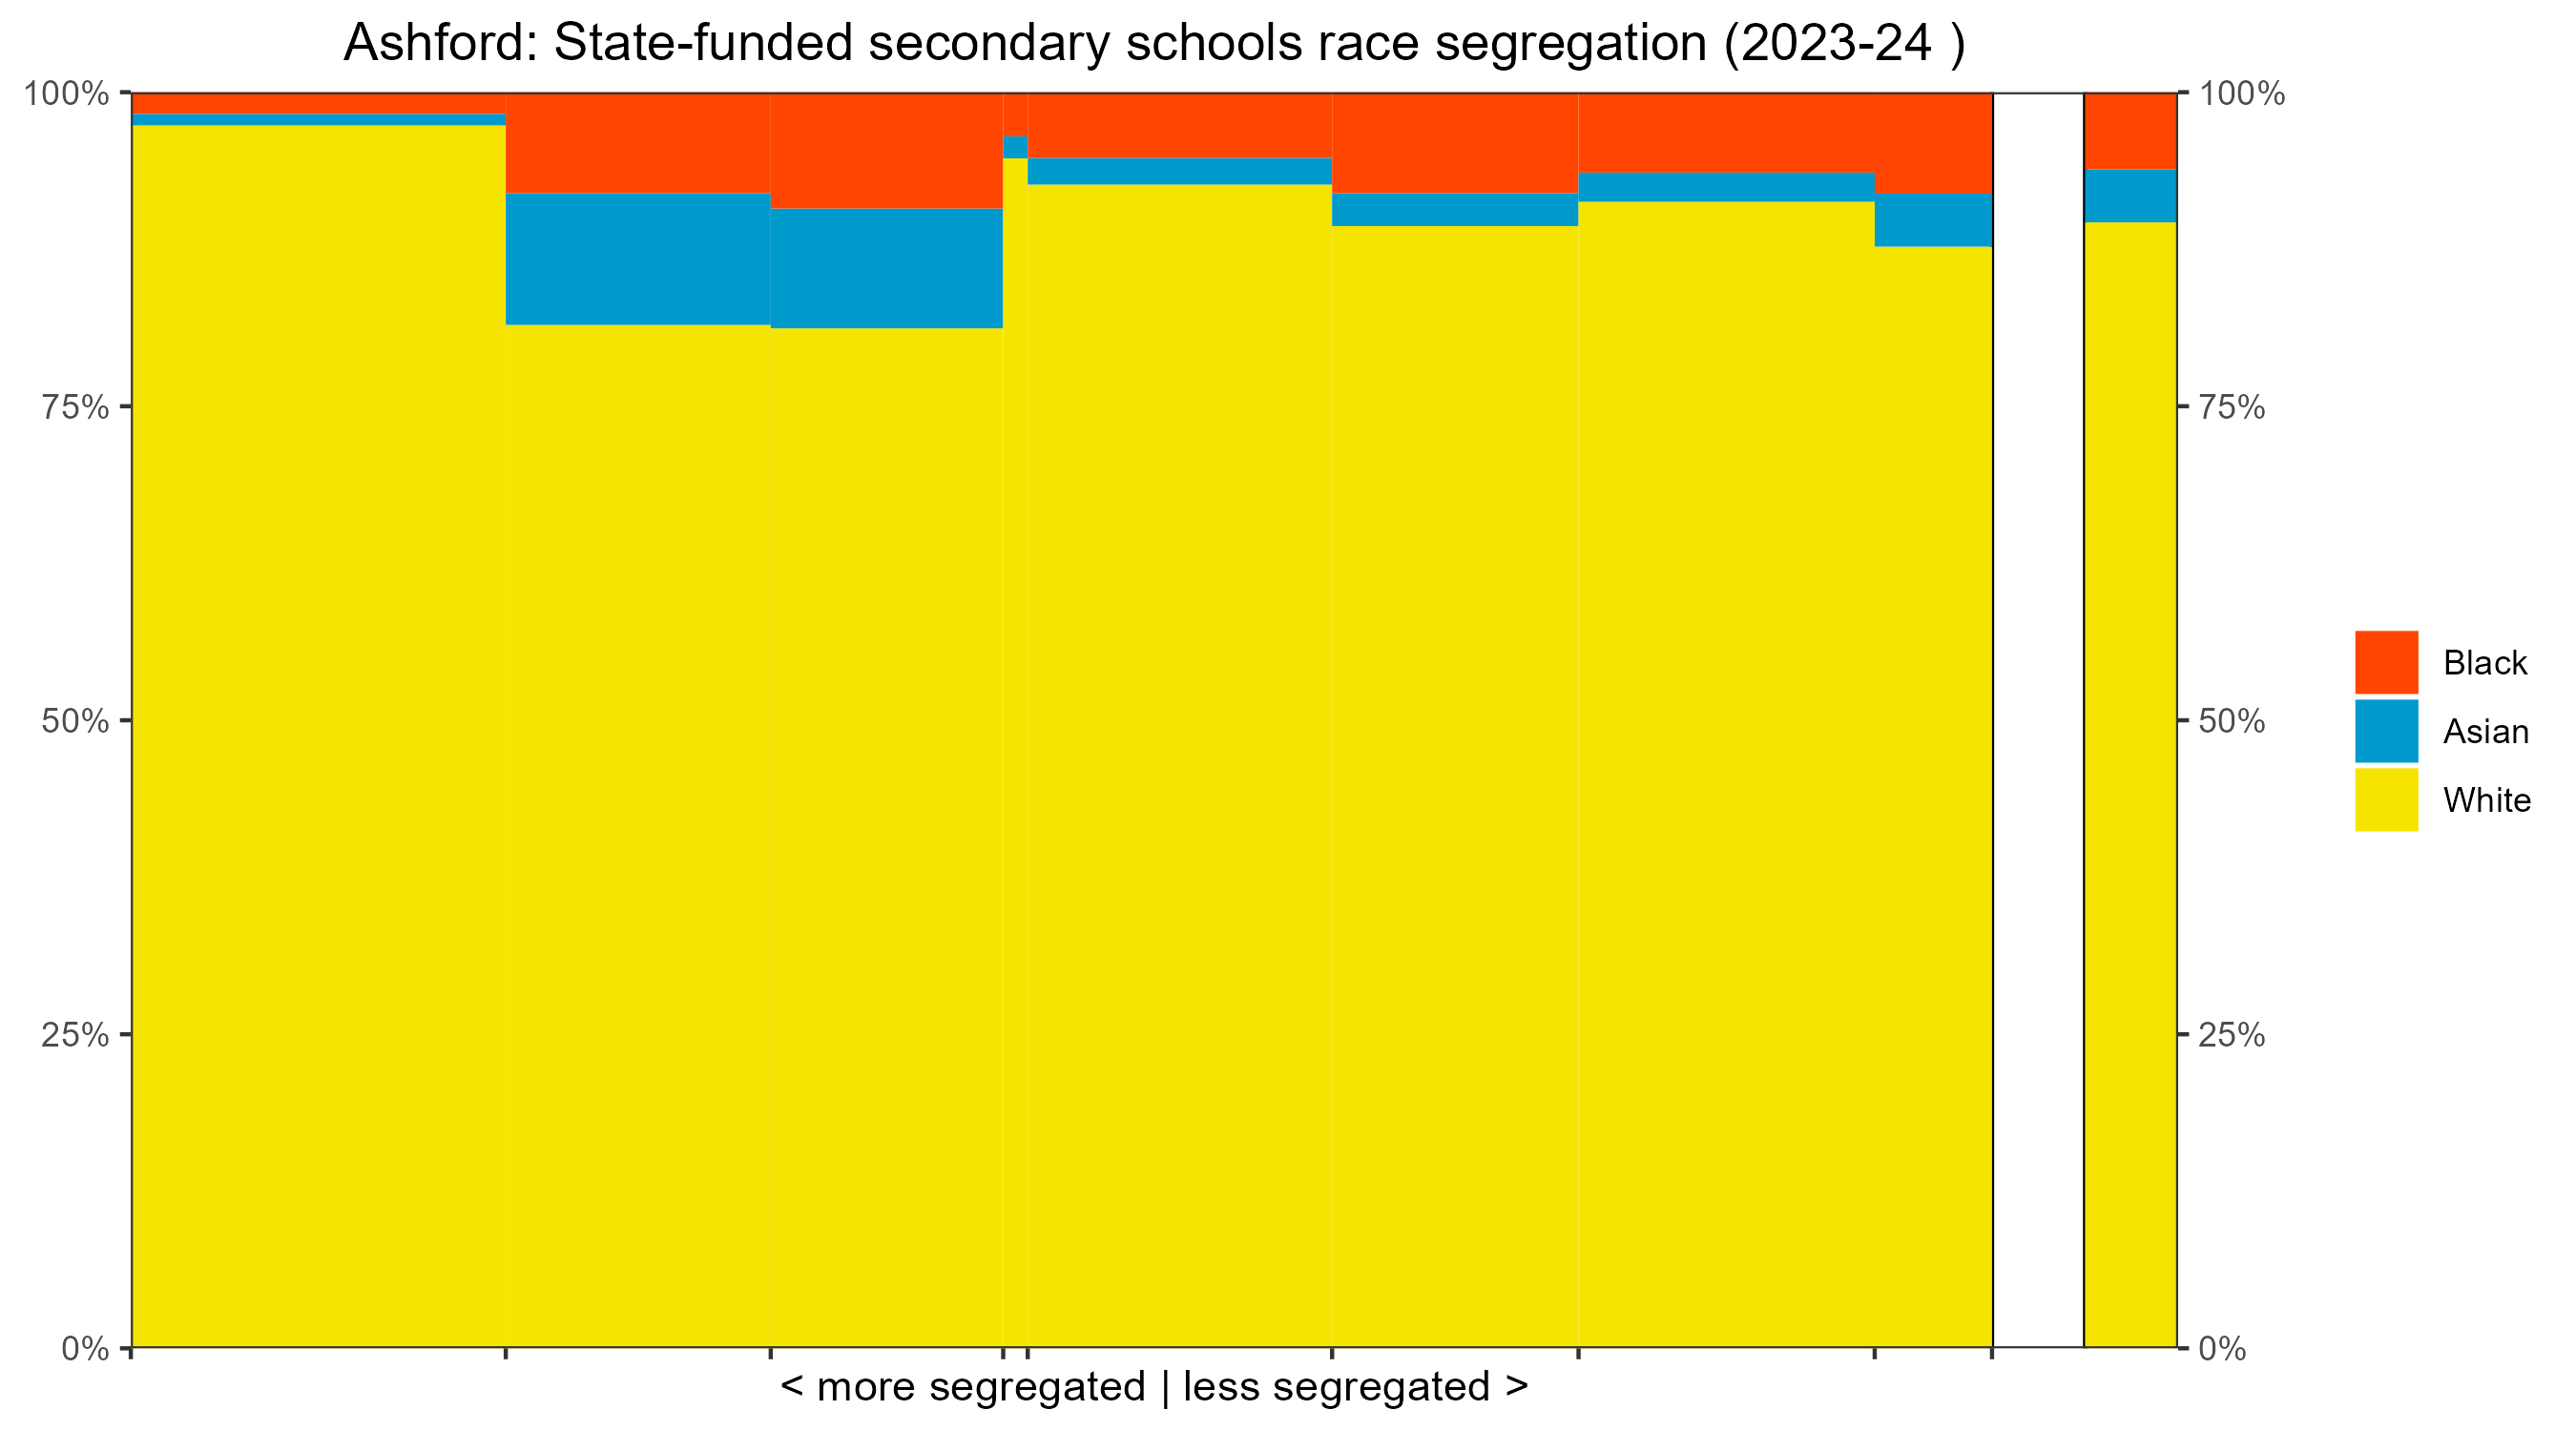 Ashford: State-funded secondary schools race segregation (2023-24 )
100%
75%
50%
25%
0%
100%
75%
50%
25%
0%
Black
Asian
White
< more segregated | less segregated >